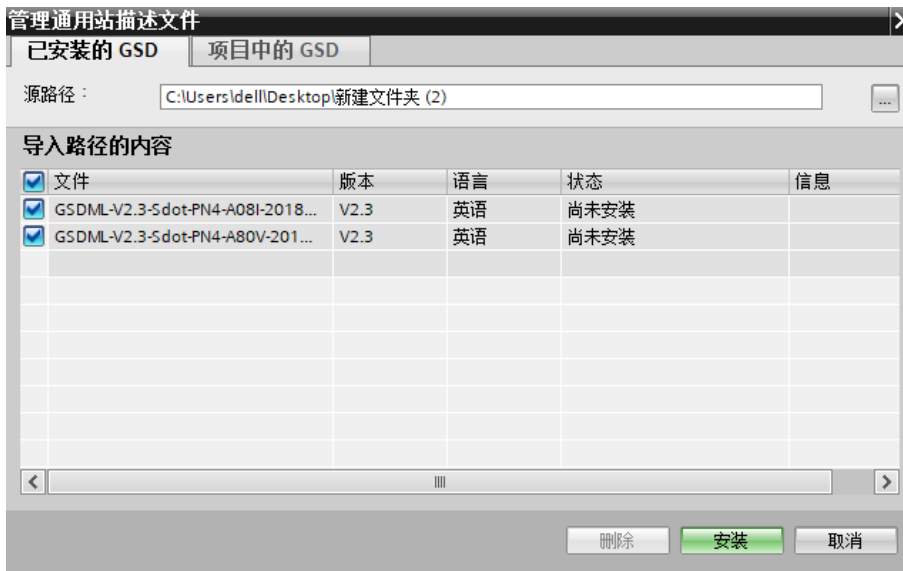 管理通用站描述文件
已安装的 GSD 项目中的 GSD
源路径： C:\Users\dell\Desktop\新建文件夹 (2) ...
导入路径的内容
文件 版本 语言 状态 信息
GSDML-V2.3-Sdot-PN4-A08I-2018... V2.3 英语 尚未安装
GSDML-V2.3-Sdot-PN4-A80V-201... V2.3 英语 尚未安装
删除 安装 取消